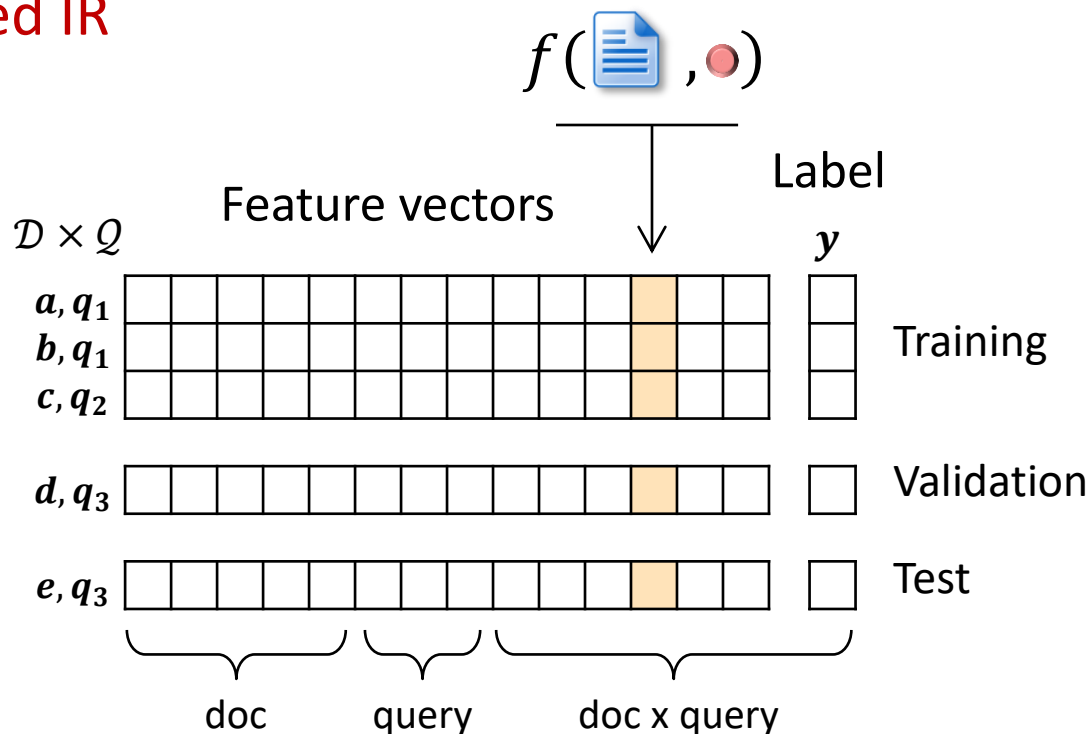 ed IR
f( , )
Label
Feature vectors
𝒟 × 𝒬
y
a, q₁
b, q₁
Training
c, q₂
d, q₃
Validation
e, q₃
Test
doc
query
doc x query